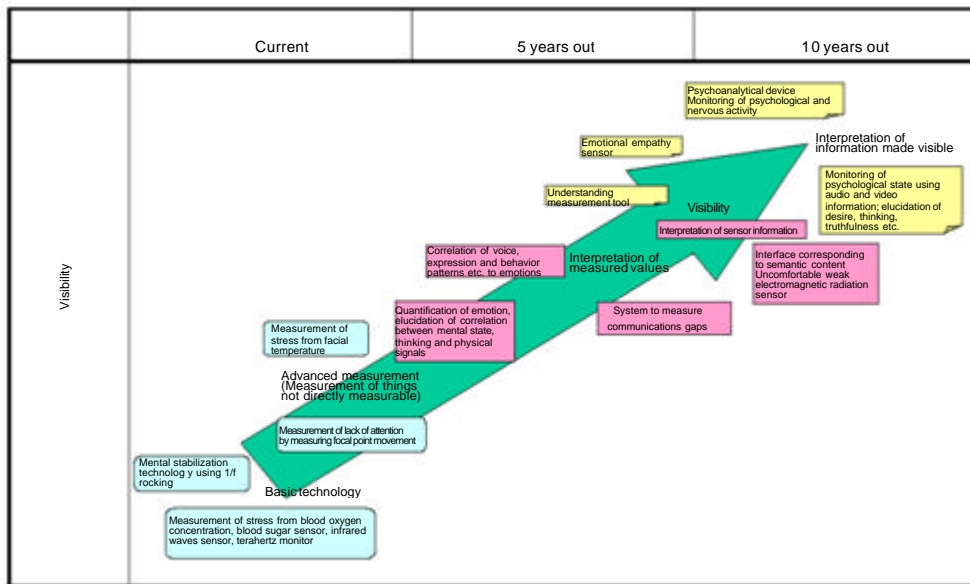 Current
5 years out
10 years out
Visibility
Psychoanalytical device
Monitoring of psychological and
nervous activity
Interpretation of
information made visible
Emotional empathy
sensor
Monitoring of
psychological state using
audio and video
information; elucidation of
desire, thinking,
truthfulness etc.
Understanding
measurement tool
Visibility
Interpretation of sensor information
Correlation of voice,
expression and behavior
patterns etc. to emotions
Interpretation
of measured values
Interface corresponding
to semantic content
Uncomfortable weak
electromagnetic radiation
sensor
Quantification of emotion,
elucidation of correlation
between mental state,
thinking and physical
signals
System to measure
communications gaps
Measurement of
stress from facial
temperature
Advanced measurement
(Measurement of things
not directly measurable)
Measurement of lack of attention
by measuring focal point movement
Mental stabilization
technolog y using 1/f
rocking
Basic technology
Measurement of stress from blood oxygen
concentration, blood sugar sensor, infrared
waves sensor, terahertz monitor